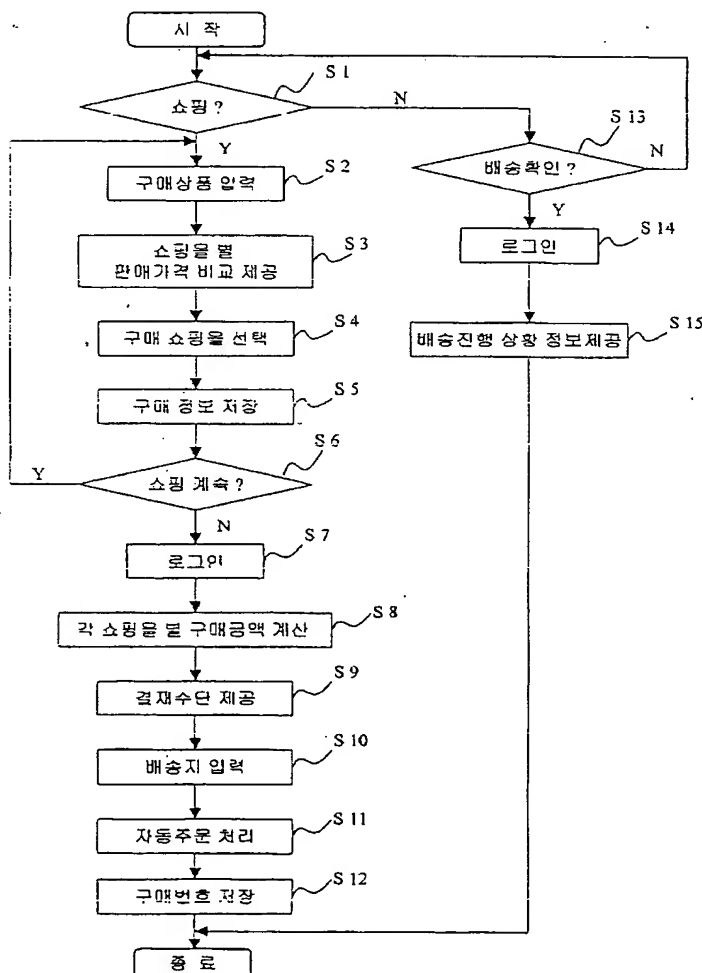 시 작
S 1
쇼핑 ?
N
S 13
Y
배송확인 ?
N
S 2
구매상품 입력
Y
S 14
로그인
S 3
쇼핑몰 별
판매가격 비교 제공
S 4
구매 쇼핑몰 선택
S 15
배송진행 상황 정보제공
S 5
구매 정보 저장
S 6
Y
쇼핑 계속 ?
N
S 7
로그인
S 8
각 쇼핑몰 별 구매금액 계산
S 9
결재수단 제공
S 10
배송지 입력
S 11
자동주문 처리
S 12
구매번호 저장
종 료